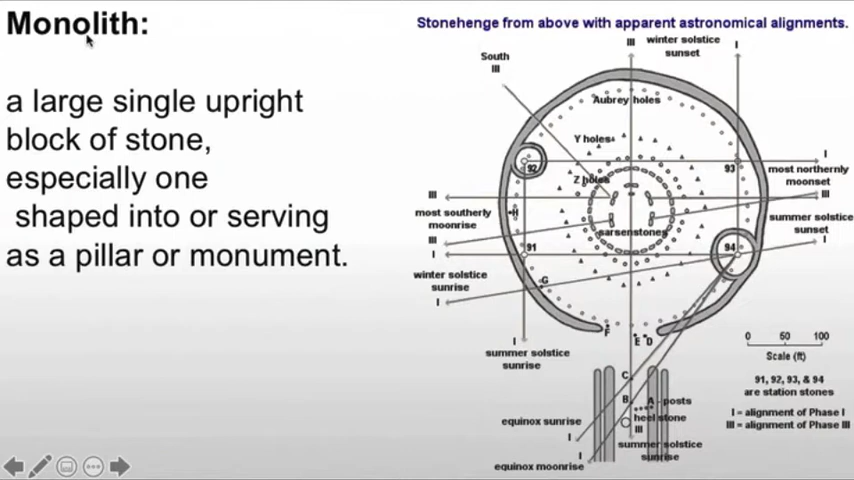 Monolith:
a large single upright
block of stone,
especially one
shaped into or serving
as a pillar or monument.
Stonehenge from above with apparent astronomical alignments.
III
winter solstice
sunset
I
South
III
Aubrey holes
Y holes
I
92
93
Z holes
most northernly
moonset
III
III
most southerly
moonrise
H
summer solstice
sunset
sarsenstones
III
I
91
94
I
winter solstice
sunrise
G
I
F
E D
0 50 100
Scale (ft)
I
summer solstice
sunrise
C
91, 92, 93, & 94
are station stones
B
A - posts
I = alignment of Phase I
III = alignment of Phase III
heel stone
III
equinox sunrise
I
summer solstice
sunrise
I
equinox moonrise